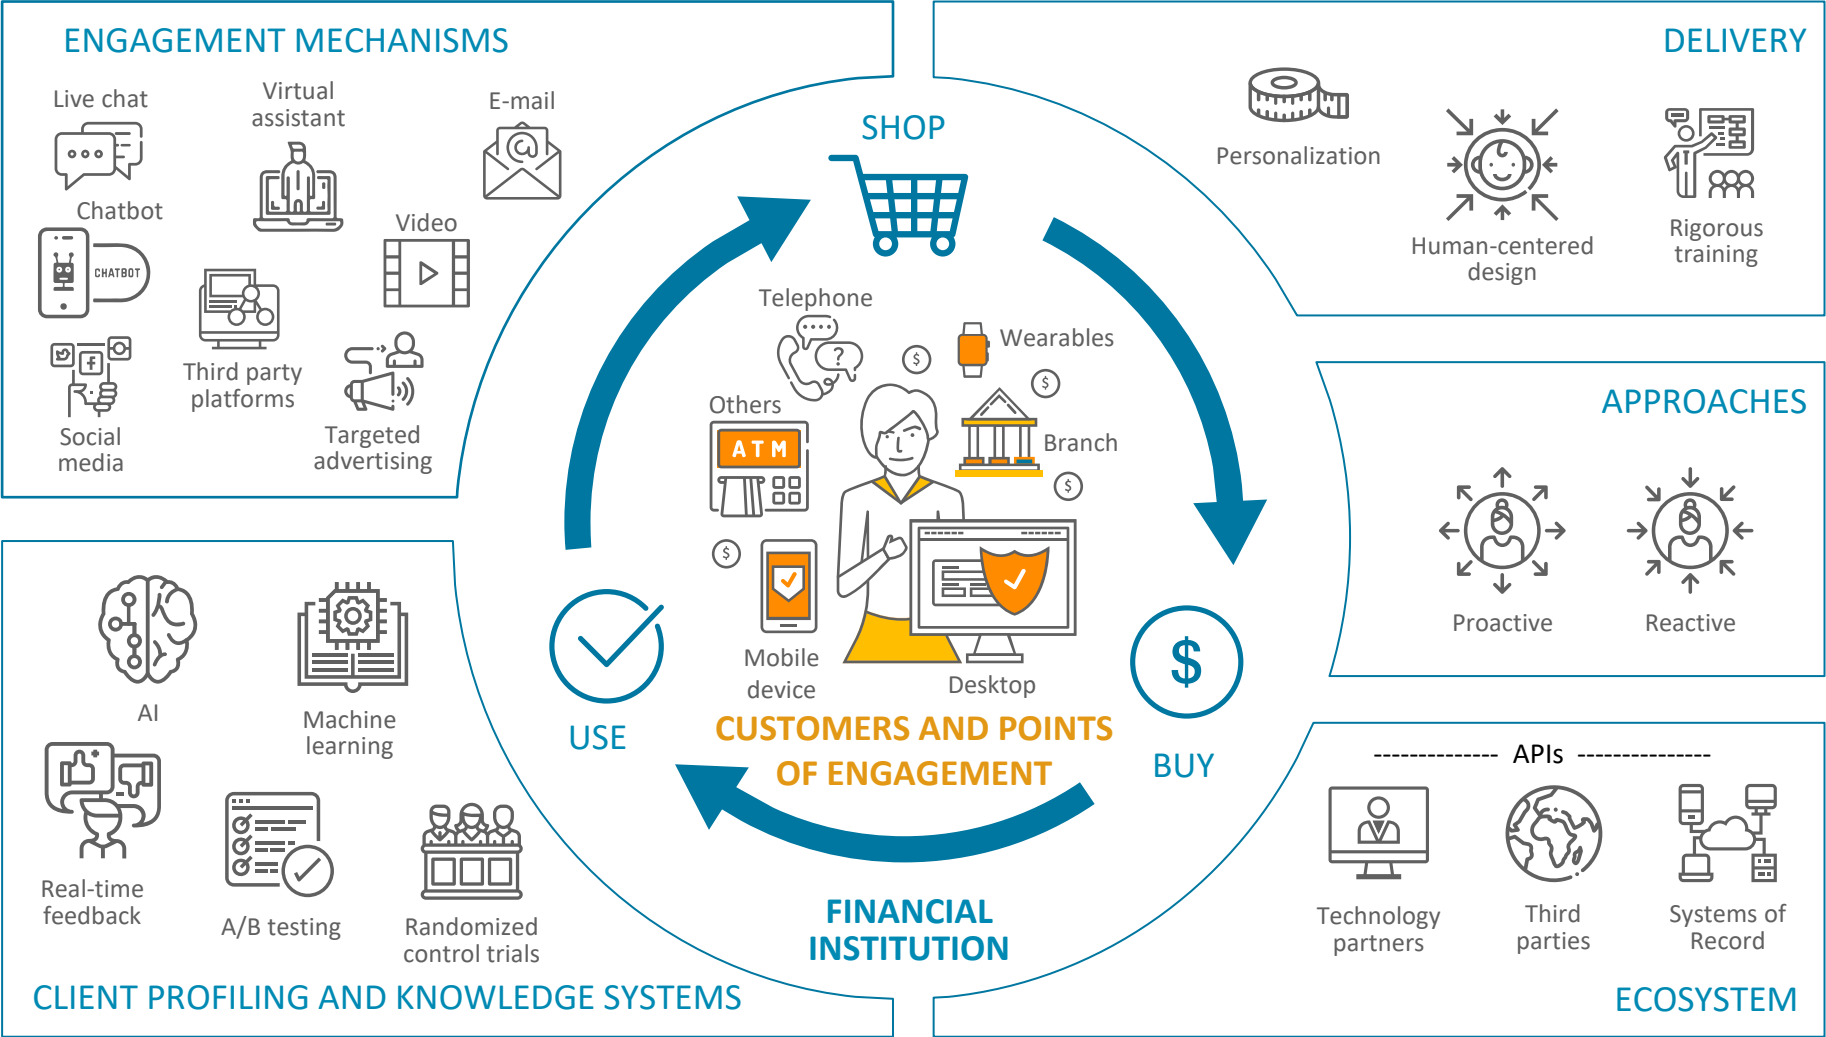 ENGAGEMENT MECHANISMS
Live chat
Virtual
assistant
E-mail
Chatbot
CHATBOT
Video
Third party
platforms
Social
media
Targeted
advertising
DELIVERY
Personalization
Human-centered
design
Rigorous
training
SHOP
Telephone
?
$
Wearables
$
Others
ATM
Branch
$
$
Mobile
device
Desktop
CUSTOMERS AND POINTS
OF ENGAGEMENT
USE
$
BUY
FINANCIAL
INSTITUTION
APPROACHES
Proactive
Reactive
AI
Machine
learning
Real-time
feedback
A/B testing
Randomized
control trials
CLIENT PROFILING AND KNOWLEDGE SYSTEMS
APIs
Technology
partners
Third
parties
Systems of
Record
ECOSYSTEM